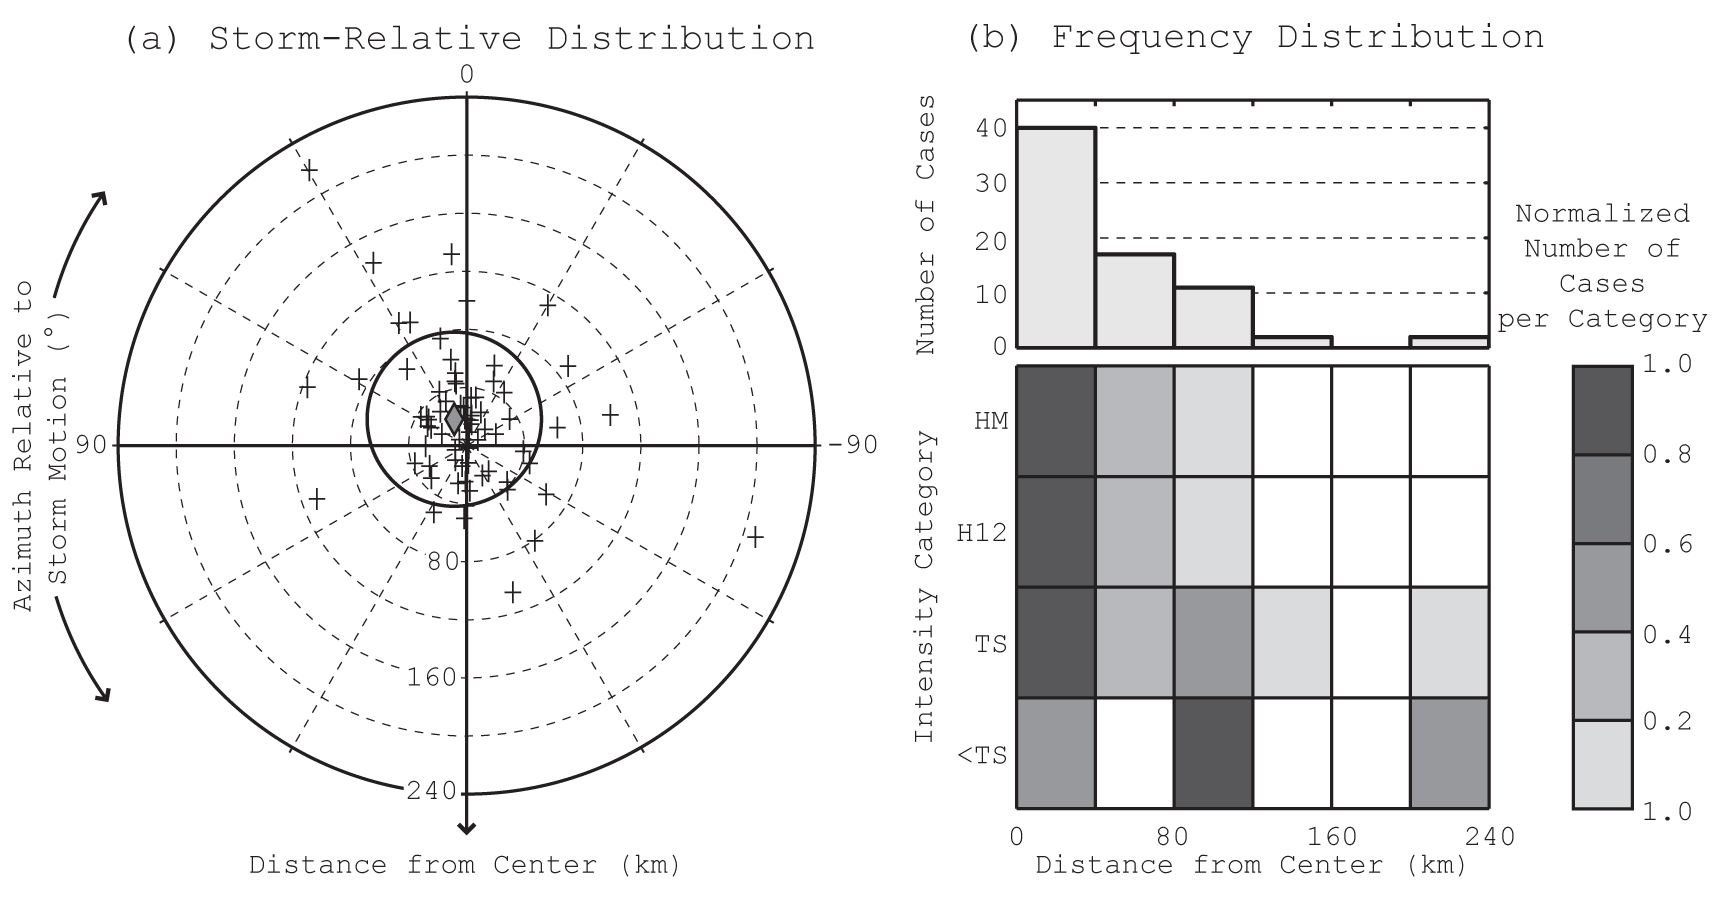 (a) Storm-Relative Distribution
0
90
-90
80
160
240
Azimuth Relative to
Storm Motion (°)
Distance from Center (km)
(b) Frequency Distribution
Number of Cases
40
30
20
10
0
Normalized
Number of
Cases
per Category
Intensity Category
HM
H12
TS
<TS
0 80 160 240
Distance from Center (km)
1.0
0.8
0.6
0.4
0.2
1.0